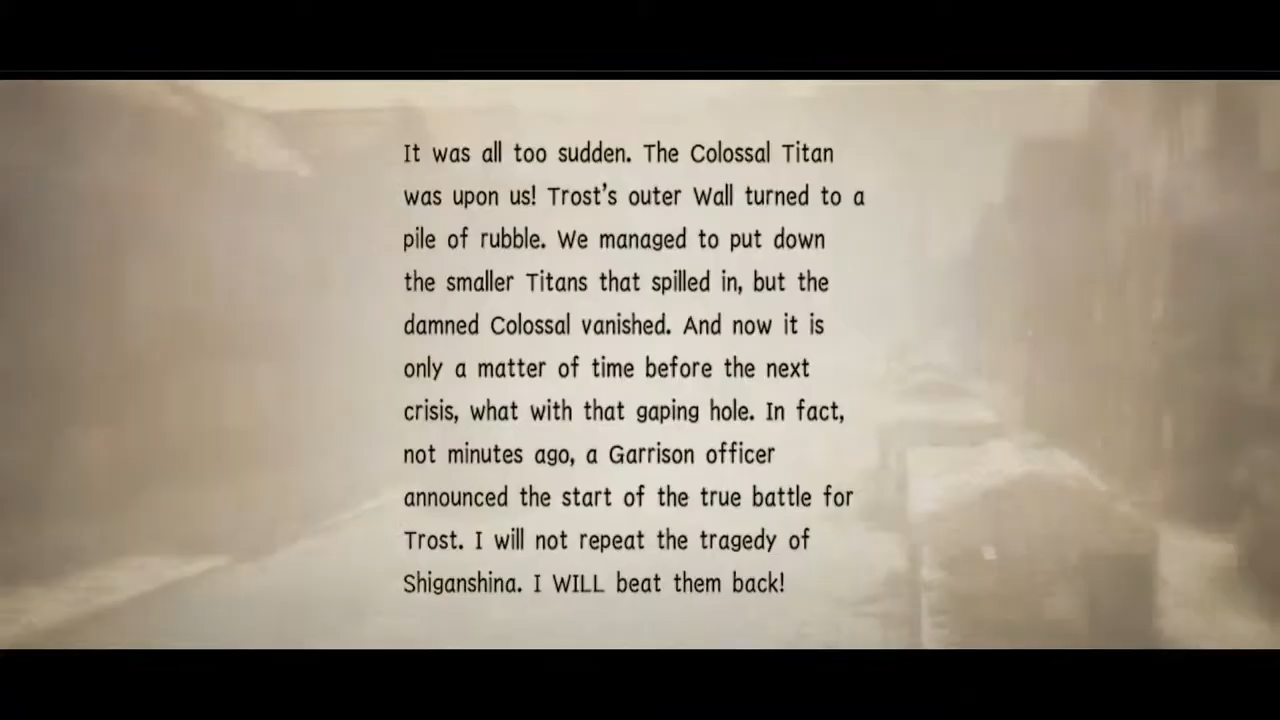 It was all too sudden. The Colossal Titan
was upon us! Trost's outer Wall turned to a
pile of rubble. We managed to put down
the smaller Titans that spilled in, but the
damned Colossal vanished. And now it is
only a matter of time before the next
crisis, what with that gaping hole. In fact,
not minutes ago, a Garrison officer
announced the start of the true battle for
Trost. I will not repeat the tragedy of
Shiganshina. I WILL beat them back!